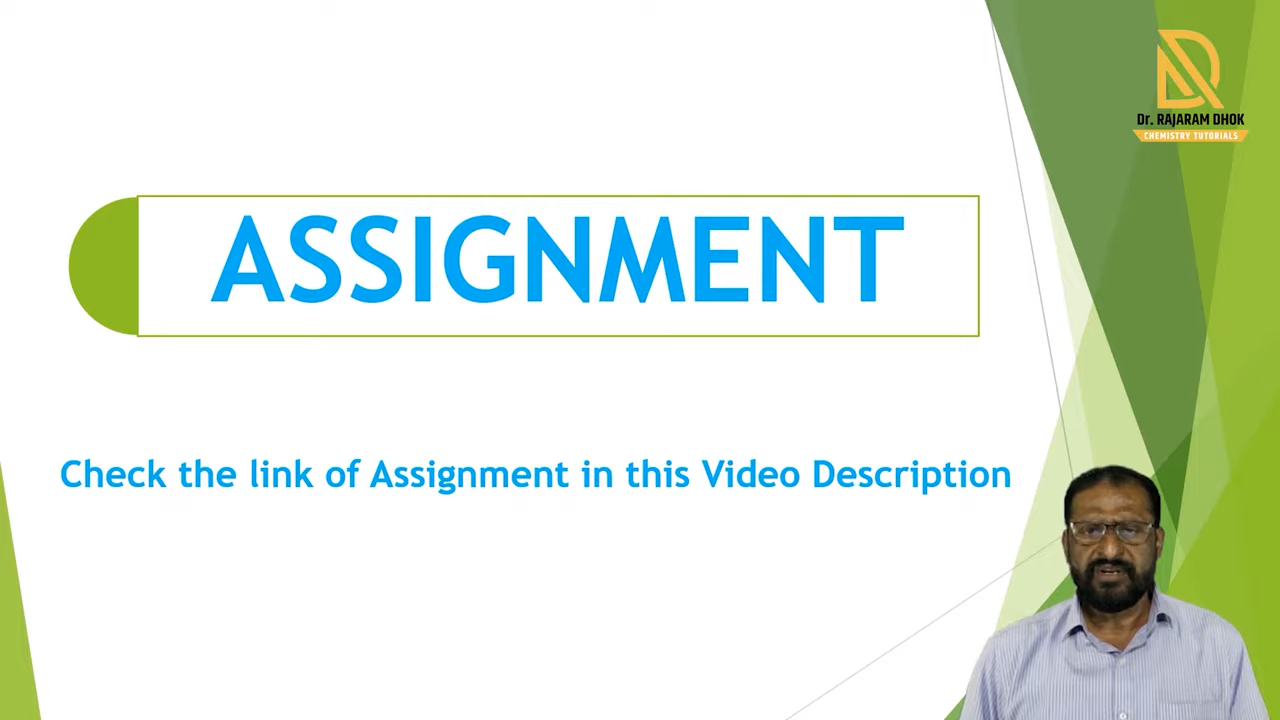 Dr. RAJARAM DHOK
CHEMISTRY TUTORIALS
ASSIGNMENT
Check the link of Assignment in this Video Description